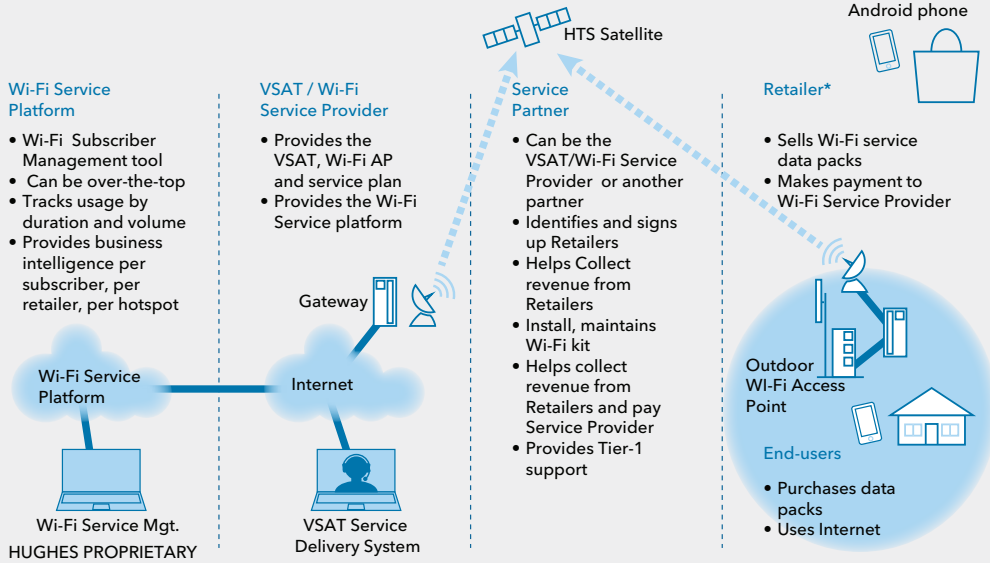 HTS Satellite
Android phone
Wi-Fi Service
Platform
• Wi-Fi Subscriber
Management tool
• Can be over-the-top
• Tracks usage by
duration and volume
• Provides business
intelligence per
subscriber, per
retailer, per hotspot
Wi-Fi Service
Platform
Wi-Fi Service Mgt.
HUGHES PROPRIETARY
VSAT / Wi-Fi
Service Provider
• Provides the
VSAT, Wi-Fi AP
and service plan
• Provides the Wi-Fi
Service platform
Gateway
Internet
VSAT Service
Delivery System
Service
Partner
• Can be the
VSAT/Wi-Fi Service
Provider or another
partner
• Identifies and signs
up Retailers
• Helps Collect
revenue from
Retailers
• Install, maintains
Wi-Fi kit
• Helps collect
revenue from
Retailers and pay
Service Provider
• Provides Tier-1
support
Retailer*
• Sells Wi-Fi service
data packs
• Makes payment to
Wi-Fi Service Provider
Outdoor
WI-Fi Access
Point
End-users
• Purchases data
packs
• Uses Internet